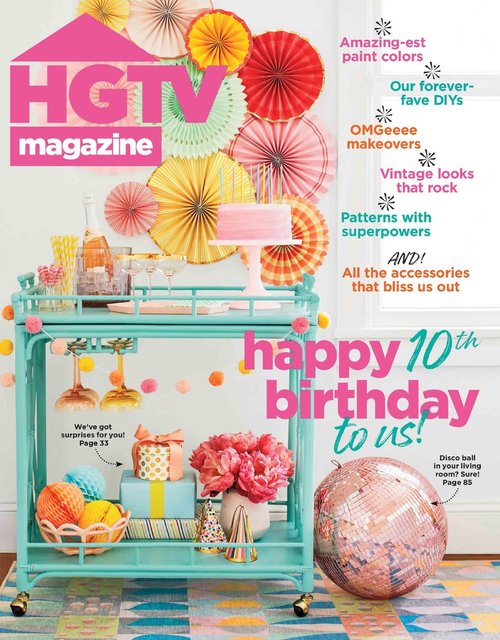 HGTV
magazine
Amazing-est
paint colors
Our forever-
fave DIYs
OMGeeee
makeovers
Vintage looks
that rock
Patterns with
superpowers
AND!
All the accessories
that bliss us out
happy 10th
birthday
to us!
We've got
surprises for you!
Page 33
Disco ball
in your living
room? Sure!
Page 85